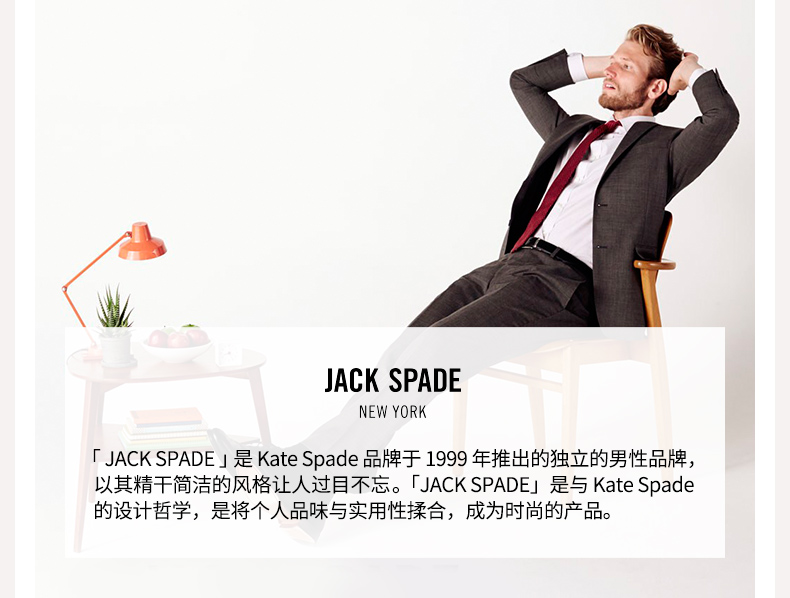 JACK SPADE
NEW YORK
「 JACK SPADE 」是 Kate Spade 品牌于 1999 年推出的独立的男性品牌，
以其精干简洁的风格让人过目不忘。「JACK SPADE」是与 Kate Spade
的设计哲学，是将个人品味与实用性揉合，成为时尚的产品。